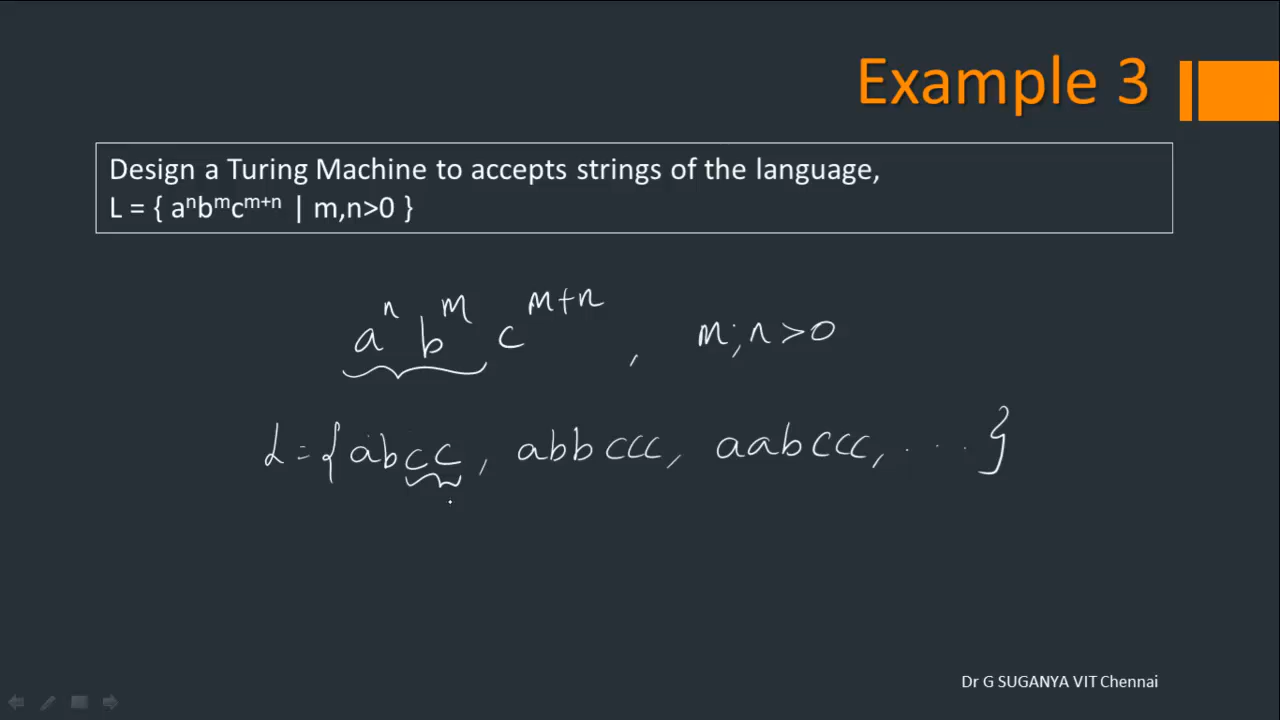 Example 3
Design a Turing Machine to accepts strings of the language,
L = { aⁿbᵐcᵐ⁺ⁿ | m,n>0 }
aⁿ bᵐ cᵐ⁺ⁿ , m;n>0
L={abcc, abbccc, aabccc, ...}
Dr G SUGANYA VIT Chennai